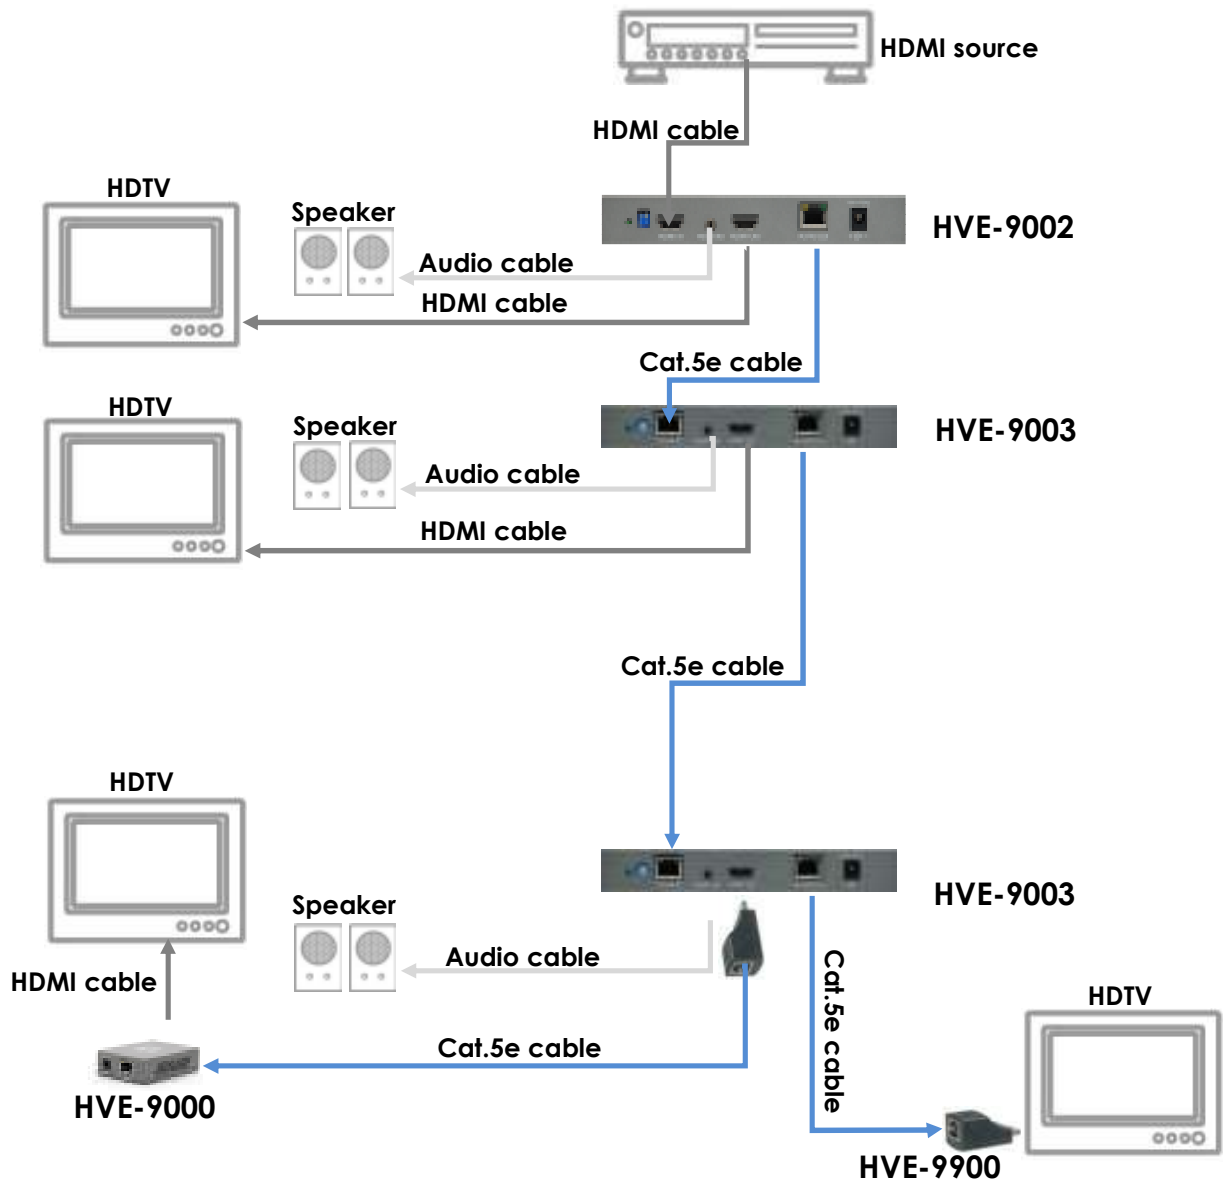 HDMI source
HDMI cable
HDTV
Speaker
HVE-9002
Audio cable
HDMI cable
Cat.5e cable
HDTV
Speaker
HVE-9003
Audio cable
HDMI cable
Cat.5e cable
HDTV
HVE-9003
Speaker
Audio cable
HDMI cable
Cat.5e cable
HDTV
Cat.5e cable
HVE-9000
HVE-9900